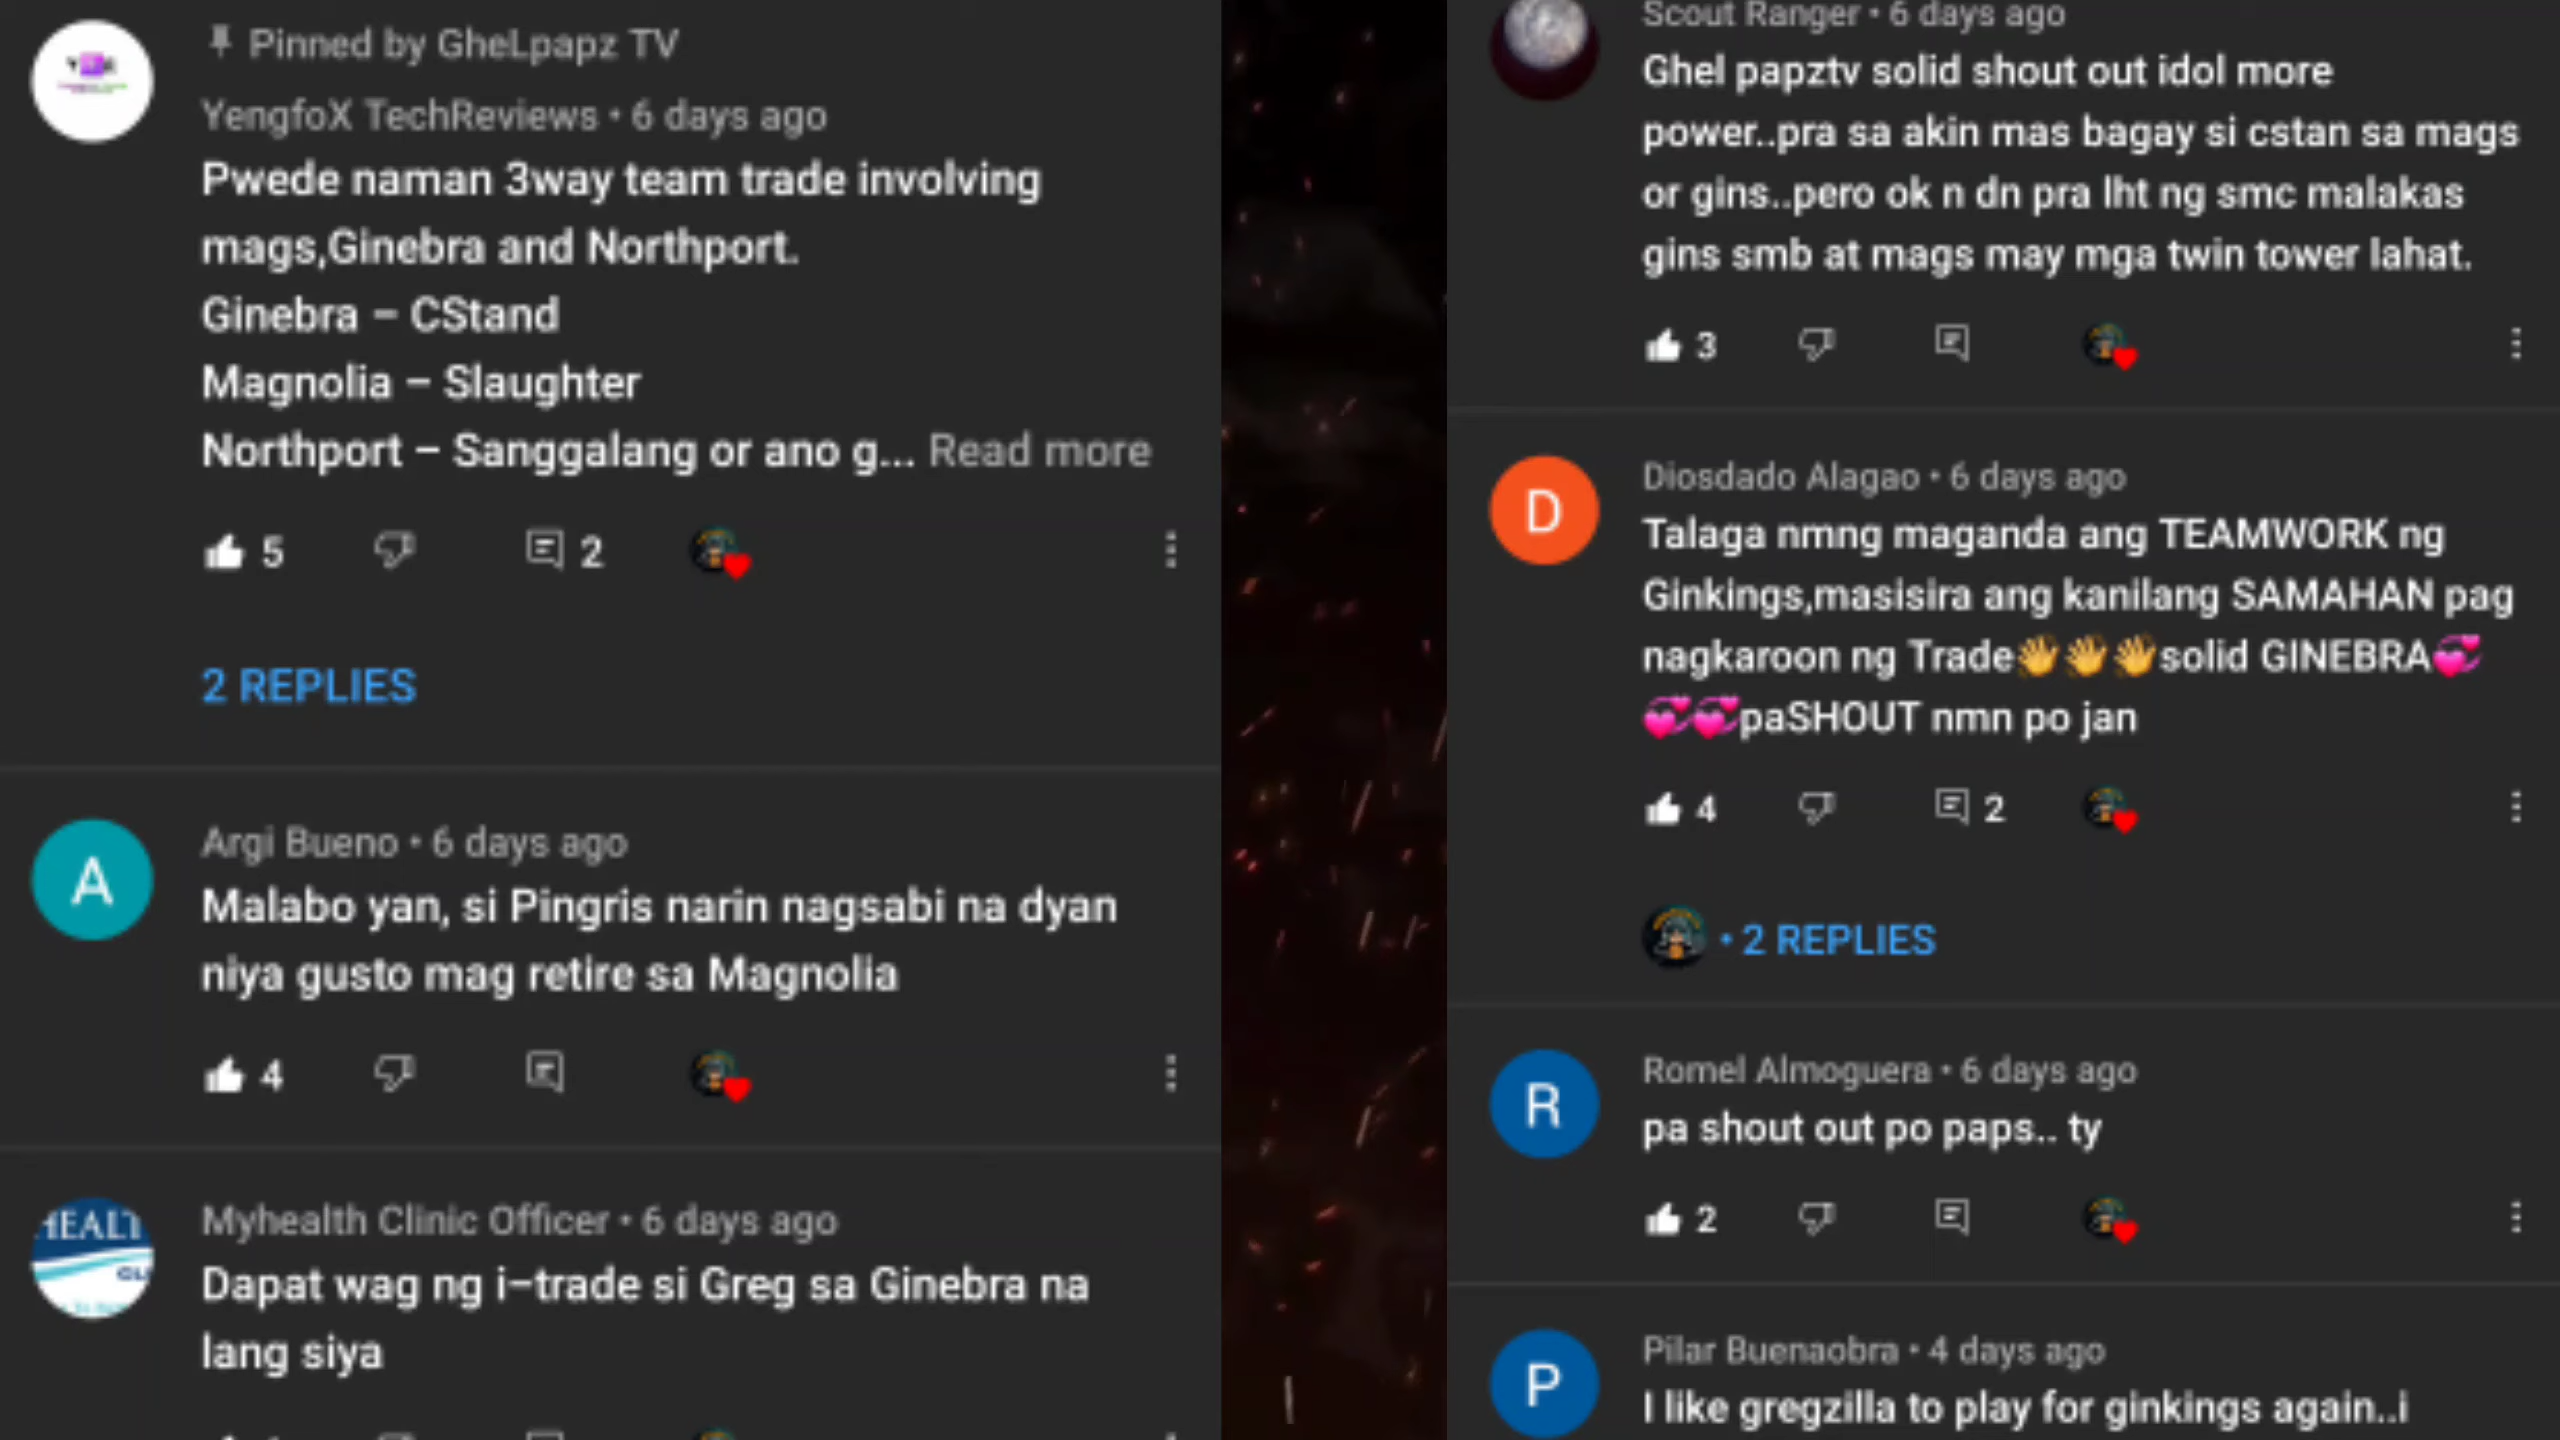 Pinned by GheLpapz TV
YengfoX TechReviews • 6 days ago
Pwede naman 3way team trade involving
mags,Ginebra and Northport.
Ginebra – CStand
Magnolia – Slaughter
Northport – Sanggalang or ano g... Read more
5
2
2 REPLIES
A
Argi Bueno • 6 days ago
Malabo yan, si Pingris narin nagsabi na dyan
niya gusto mag retire sa Magnolia
4
HEALT
Myhealth Clinic Officer • 6 days ago
Dapat wag ng i–trade si Greg sa Ginebra na
lang siya
Scout Ranger • 6 days ago
Ghel papztv solid shout out idol more
power..pra sa akin mas bagay si cstan sa mags
or gins..pero ok n dn pra lht ng smc malakas
gins smb at mags may mga twin tower lahat.
3
D
Diosdado Alagao • 6 days ago
Talaga nmng maganda ang TEAMWORK ng
Ginkings,masisira ang kanilang SAMAHAN pag
nagkaroon ng Trade👋👋👋solid GINEBRA💞
💞💞paSHOUT nmn po jan
4
2
• 2 REPLIES
R
Romel Almoguera • 6 days ago
pa shout out po paps.. ty
2
P
Pilar Buenaobra • 4 days ago
I like gregzilla to play for ginkings again..i